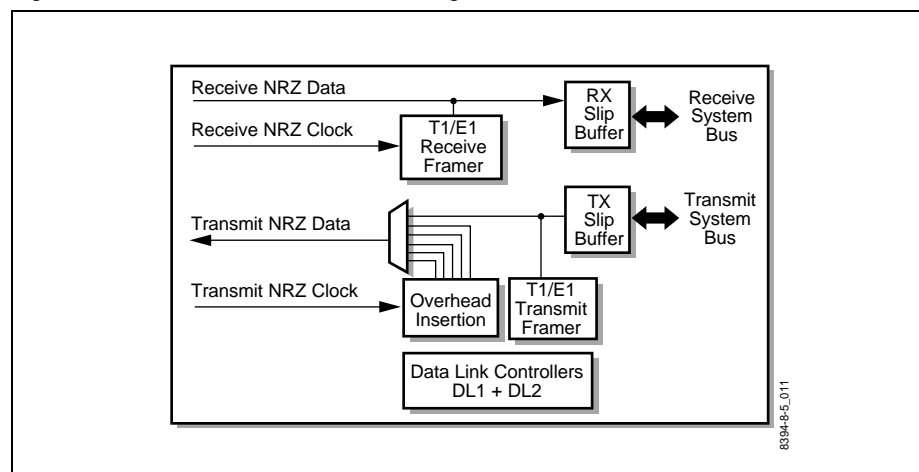 Receive NRZ Data
Receive NRZ Clock
T1/E1
Receive
Framer
RX
Slip
Buffer
Receive
System
Bus
Transmit NRZ Data
Transmit NRZ Clock
Overhead
Insertion
T1/E1
Transmit
Framer
TX
Slip
Buffer
Transmit
System
Bus
Data Link Controllers
DL1 + DL2
8394-8-5_011